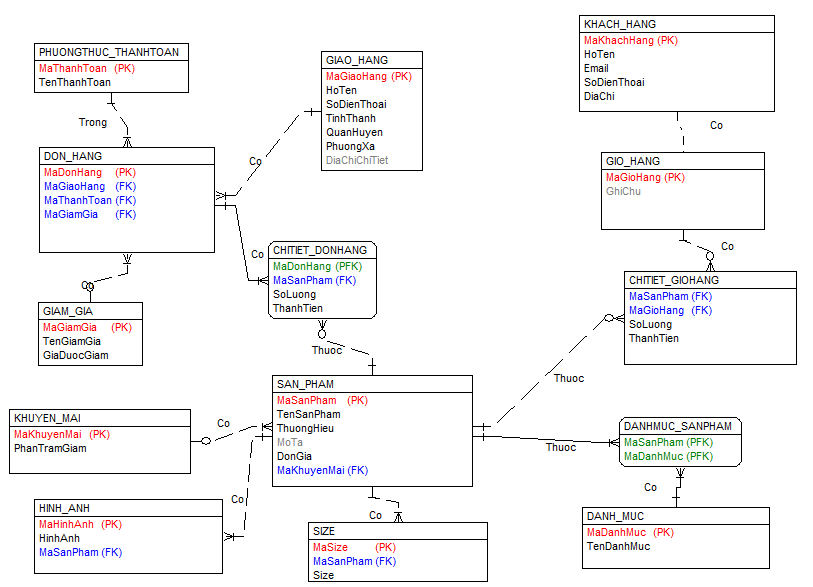 KHACH_HANG
MaKhachHang (PK)
HoTen
Email
SoDienThoai
DiaChi
PHUONGTHUC_THANHTOAN
MaThanhToan (PK)
TenThanhToan
GIAO_HANG
MaGiaoHang (PK)
HoTen
SoDienThoai
TinhThanh
QuanHuyen
PhuongXa
DiaChiChiTiet
Trong
Co
DON_HANG
MaDonHang (PK)
MaGiaoHang (FK)
MaThanhToan (FK)
MaGiamGia (FK)
Co
GIO_HANG
MaGioHang (PK)
GhiChu
Co
Co
CHITIET_DONHANG
MaDonHang (PFK)
MaSanPham (FK)
SoLuong
ThanhTien
CHITIET_GIOHANG
MaSanPham (FK)
MaGioHang (FK)
SoLuong
ThanhTien
Co
GIAM_GIA
MaGiamGia (PK)
TenGiamGia
GiaDuocGiam
Thuoc
Thuoc
SAN_PHAM
MaSanPham (PK)
TenSanPham
ThuongHieu
MoTa
DonGia
MaKhuyenMai (FK)
KHUYEN_MAI
MaKhuyenMai (PK)
PhanTramGiam
Co
DANHMUC_SANPHAM
MaSanPham (PFK)
MaDanhMuc (PFK)
Thuoc
Co
Co
HINH_ANH
MaHinhAnh (PK)
HinhAnh
MaSanPham (FK)
Co
SIZE
MaSize (PK)
MaSanPham (FK)
Size
DANH_MUC
MaDanhMuc (PK)
TenDanhMuc